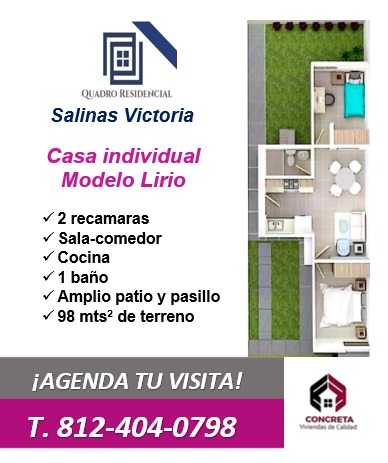 QUADRO RESIDENCIAL
Salinas Victoria
Casa individual
Modelo Lirio
✓ 2 recamaras
✓ Sala-comedor
✓ Cocina
✓ 1 baño
✓ Amplio patio y pasillo
✓ 98 mts² de terreno
¡AGENDA TU VISITA!
T. 812-404-0798
CONCRETA
Viviendas de Calidad